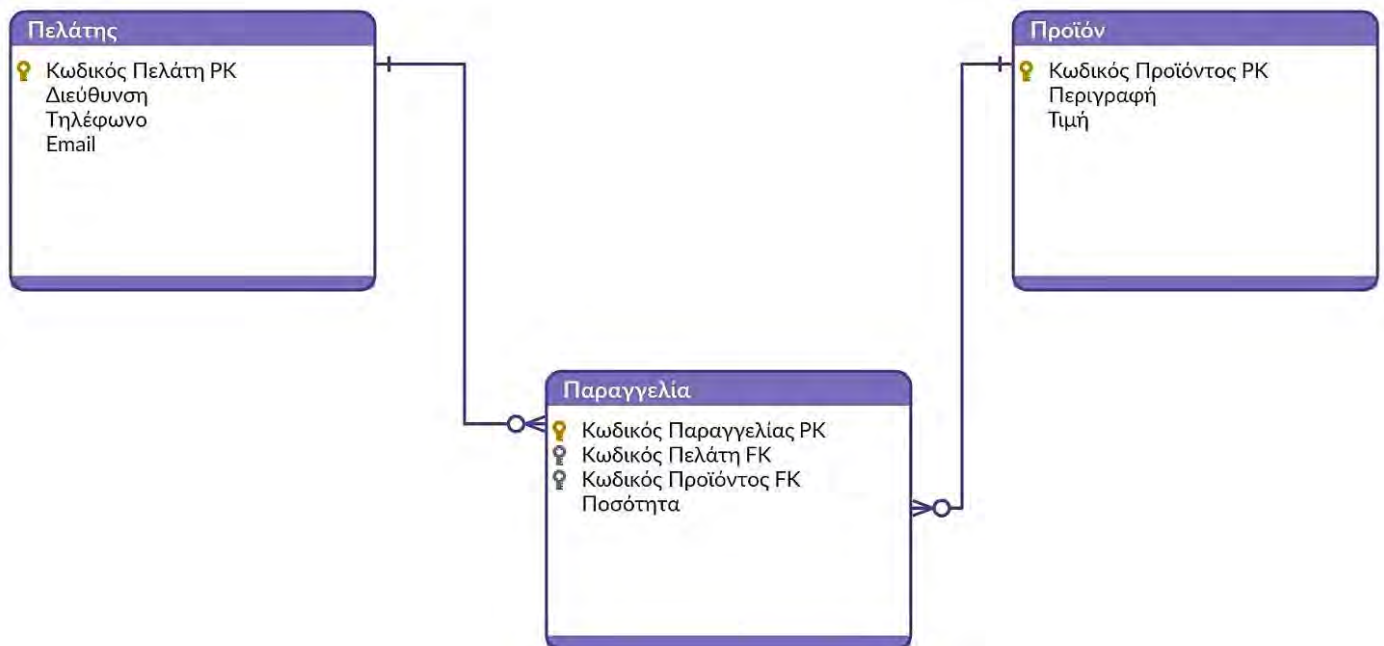 Πελάτης
Κωδικός Πελάτη PK
Διεύθυνση
Τηλέφωνο
Email
Προϊόν
Κωδικός Προϊόντος PK
Περιγραφή
Τιμή
Παραγγελία
Κωδικός Παραγγελίας PK
Κωδικός Πελάτη FK
Κωδικός Προϊόντος FK
Ποσότητα